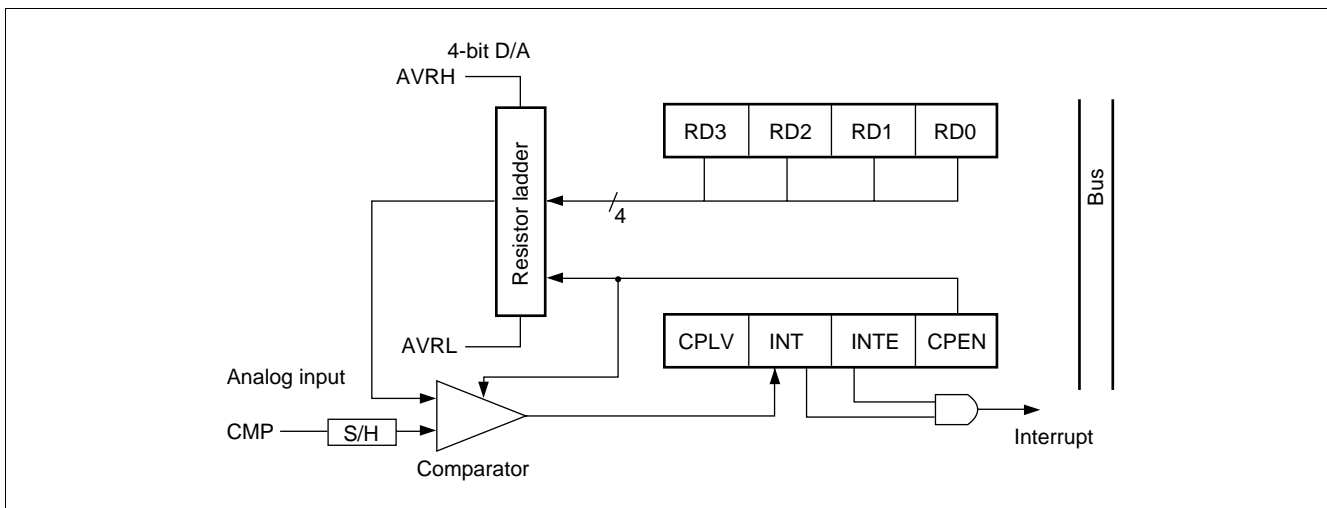 4-bit D/A
AVRH
RD3 RD2 RD1 RD0
Resistor ladder
4
Bus
AVRL
CPLV INT INTE CPEN
Analog input
CMP
S/H
Comparator
Interrupt